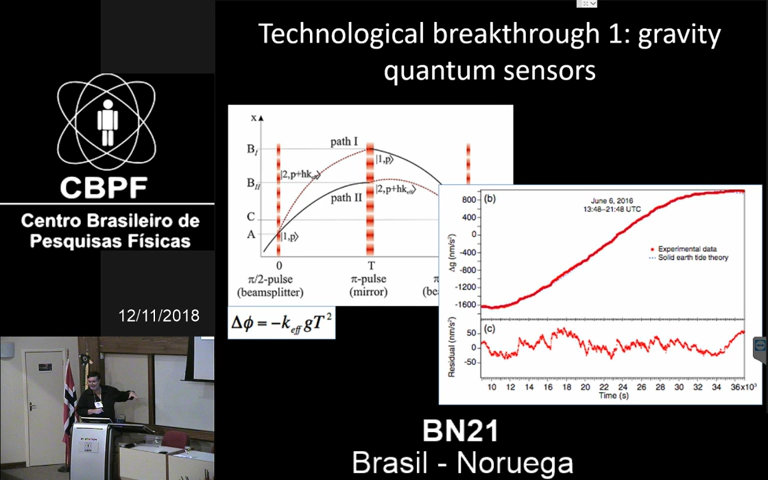 Technological breakthrough 1: gravity
quantum sensors
CBPF
Centro Brasileiro de
Pesquisas Físicas
12/11/2018
x
B_I
B_II
C
A
path I
path II
|1,p⟩
|2,p+ħk_eff⟩
|1,p⟩
|2,p+ħk_eff⟩
0
T
π/2-pulse
(beamsplitter)
π-pulse
(mirror)
π
(be
Δϕ = −k_eff gT²
(b)
June 6, 2016
13:48–21:48 UTC
Experimental data
Solid earth tide theory
Δg (nm/s²)
800
400
0
-400
-800
-1200
-1600
(c)
Residual (nm/s²)
50
0
-50
10 12 14 16 18 20 22 24 26 28 30 32 34 36×10³
Time (s)
BN21
Brasil - Noruega